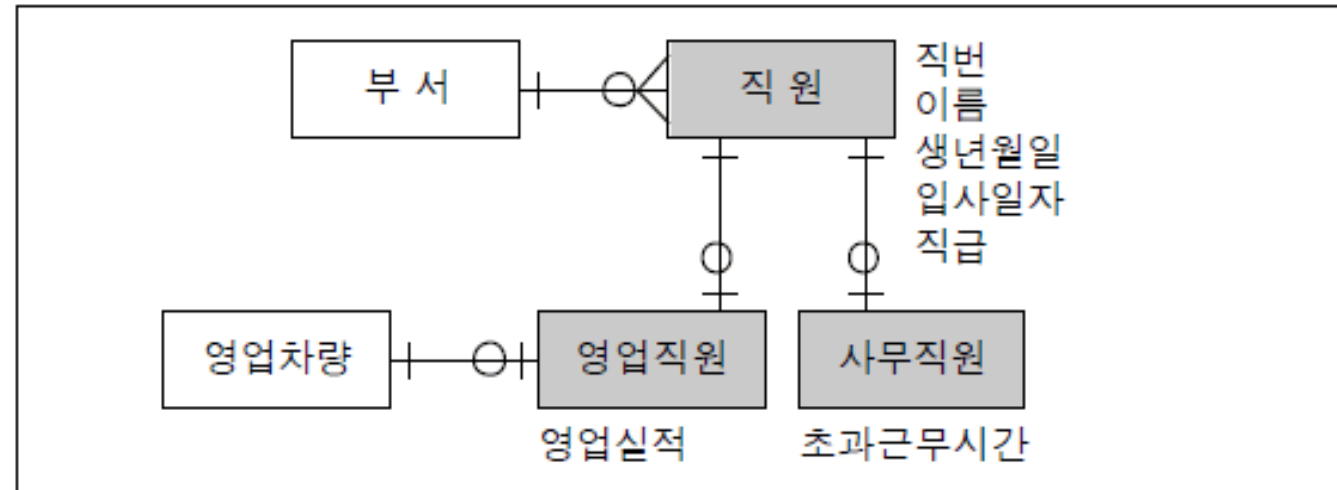 부 서
직 원
직번
이름
생년월일
입사일자
직급
영업차량
영업직원
사무직원
영업실적
초과근무시간